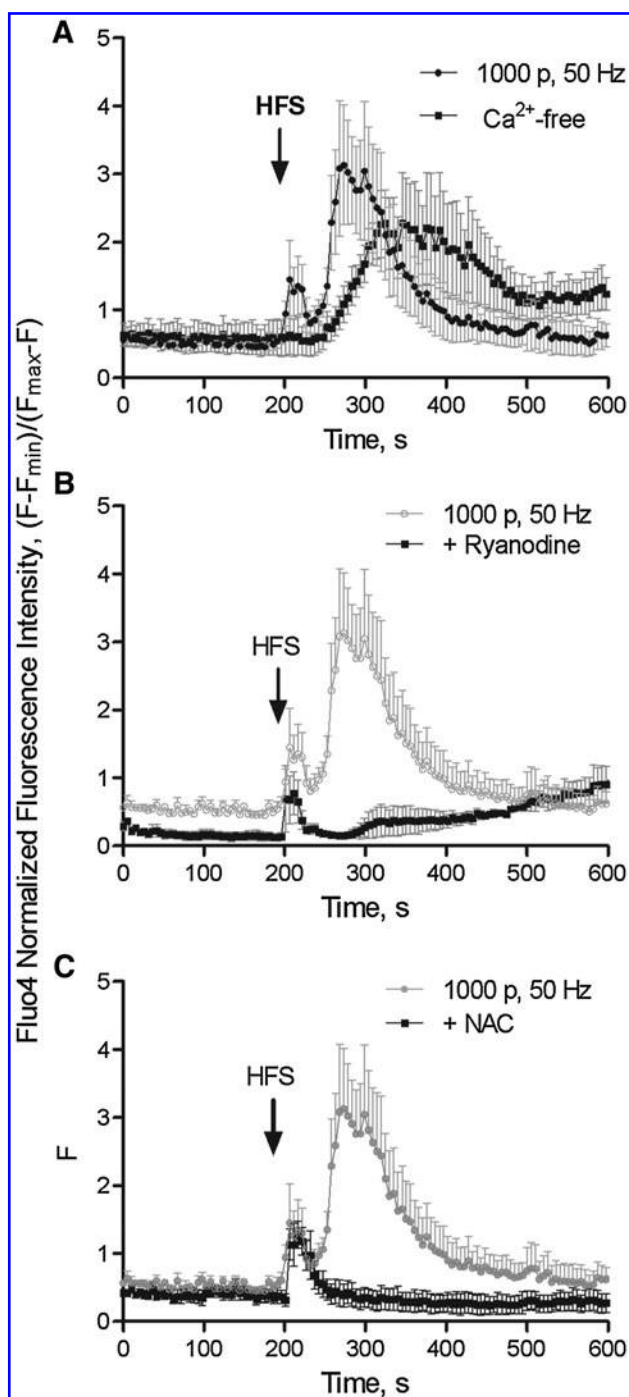 Fluo4 Normalized Fluorescence Intensity, (F-Fmin)/(Fmax-F)
A
5
4
3
2
1
0
HFS
1000 p, 50 Hz
Ca²⁺-free
0 100 200 300 400 500 600
Time, s
B
5
4
3
2
1
0
HFS
1000 p, 50 Hz
+ Ryanodine
0 100 200 300 400 500 600
Time, s
C
5
4
3
2
1
0
F
HFS
1000 p, 50 Hz
+ NAC
0 100 200 300 400 500 600
Time, s